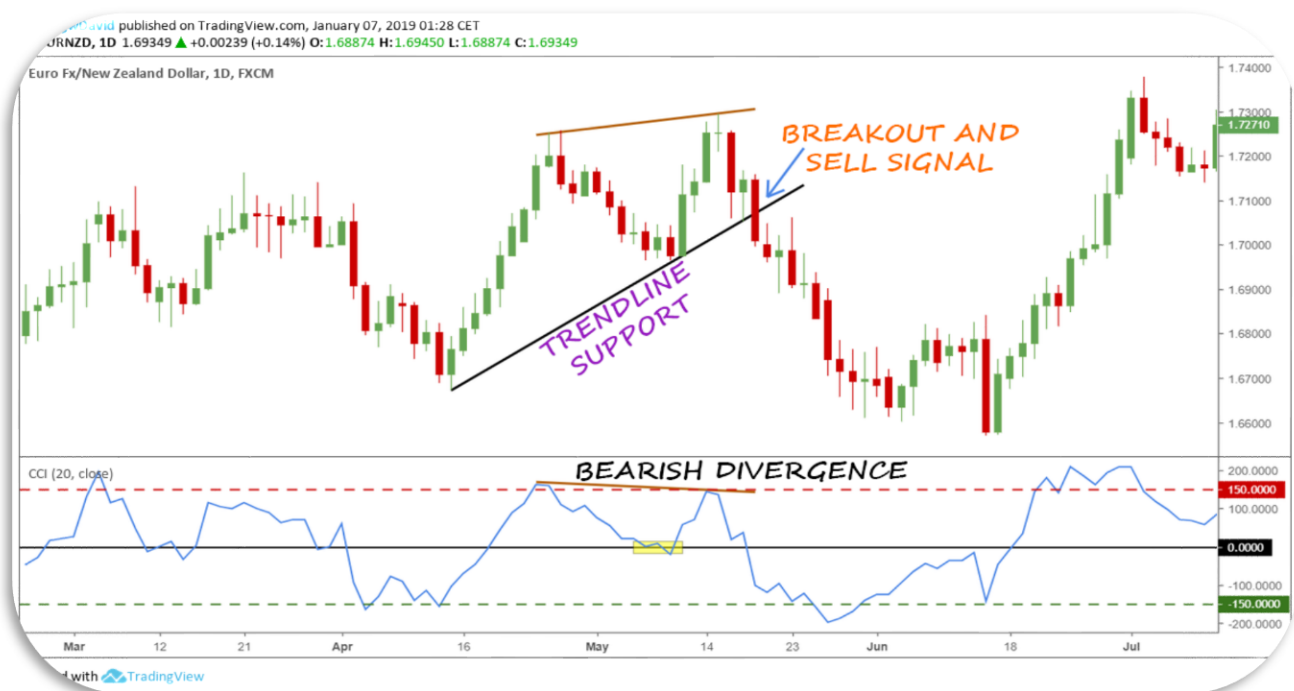 David published on TradingView.com, January 07, 2019 01:28 CET
URNZD, 1D 1.69349 ▲ +0.00239 (+0.14%) O:1.68874 H:1.69450 L:1.68874 C:1.69349
Euro Fx/New Zealand Dollar, 1D, FXCM
1.74000
1.73000
1.72710
1.72000
1.71000
1.70000
1.69000
1.68000
1.67000
1.66000
BREAKOUT AND
SELL SIGNAL
TRENDLINE
SUPPORT
CCI (20, close)
BEARISH DIVERGENCE
200.0000
150.0000
100.0000
0.0000
-100.0000
-150.0000
-200.0000
Mar 12 21 Apr 16 May 14 23 Jun 18 Jul
with TradingView